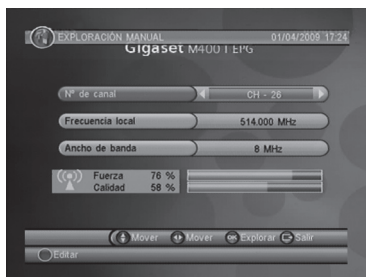 EXPLORACIÓN MANUAL 01/04/2009 17:24
Gigaset M400 T EPG
Nº de canal CH - 26
Frecuencia local 514.000 MHz
Ancho de banda 8 MHz
Fuerza 76 %
Calidad 58 %
Mover Mover OK Explorar Salir
Editar